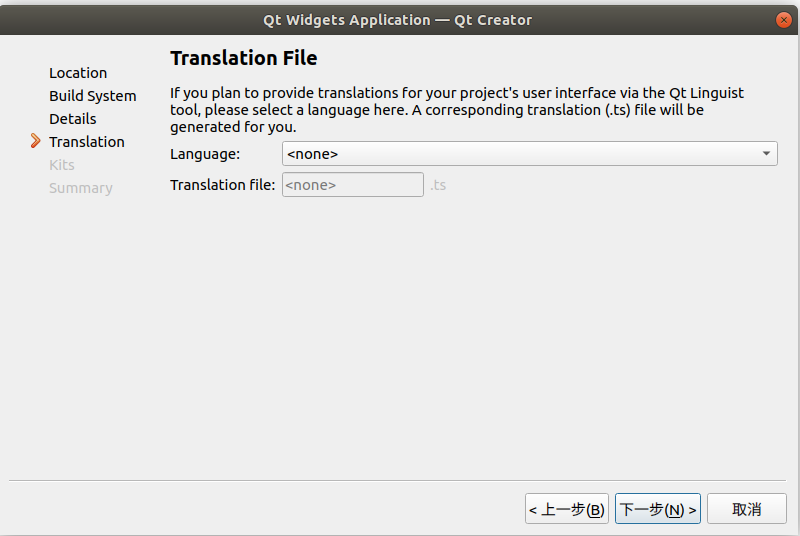 Qt Widgets Application — Qt Creator
Translation File
Location
Build System
Details
Translation
Kits
Summary
If you plan to provide translations for your project's user interface via the Qt Linguist
tool, please select a language here. A corresponding translation (.ts) file will be
generated for you.
Language: <none>
Translation file: <none> .ts
< 上一步(B) 下一步(N) > 取消